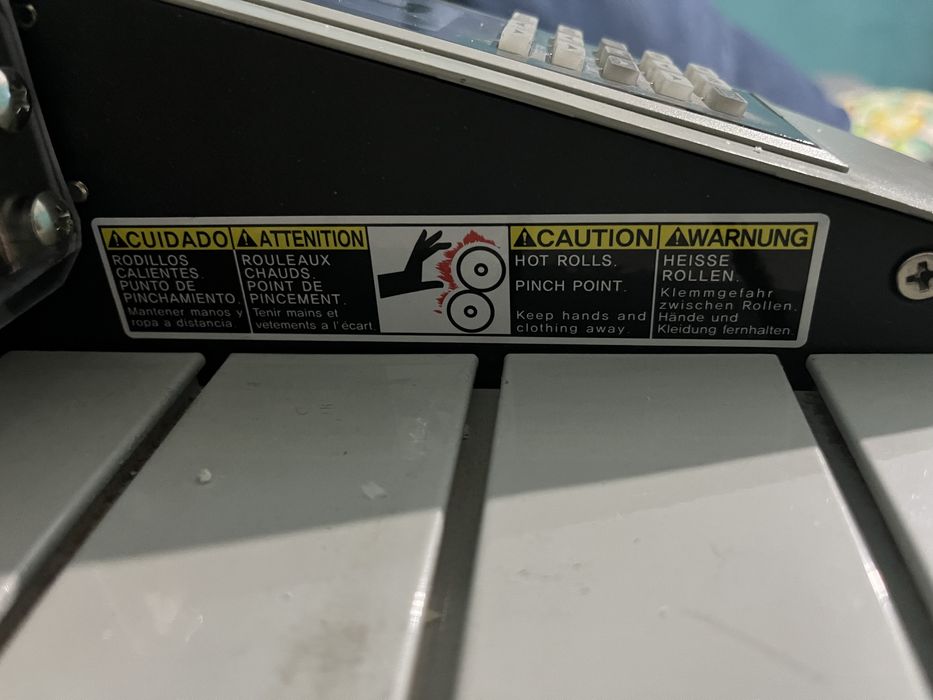 CUIDADO
RODILLOS
CALIENTES.
PUNTO DE
PINCHAMIENTO.
Mantener manos y
ropa a distancia
ATTENITION
ROULEAUX
CHAUDS.
POINT DE
PINCEMENT.
Tenir mains et
vetements a l'écart.
CAUTION
HOT ROLLS.
PINCH POINT.
Keep hands and
clothing away.
WARNUNG
HEISSE
ROLLEN.
Klemmgefahr
zwischen Rollen.
Hände und
Kleidung fernhalten.